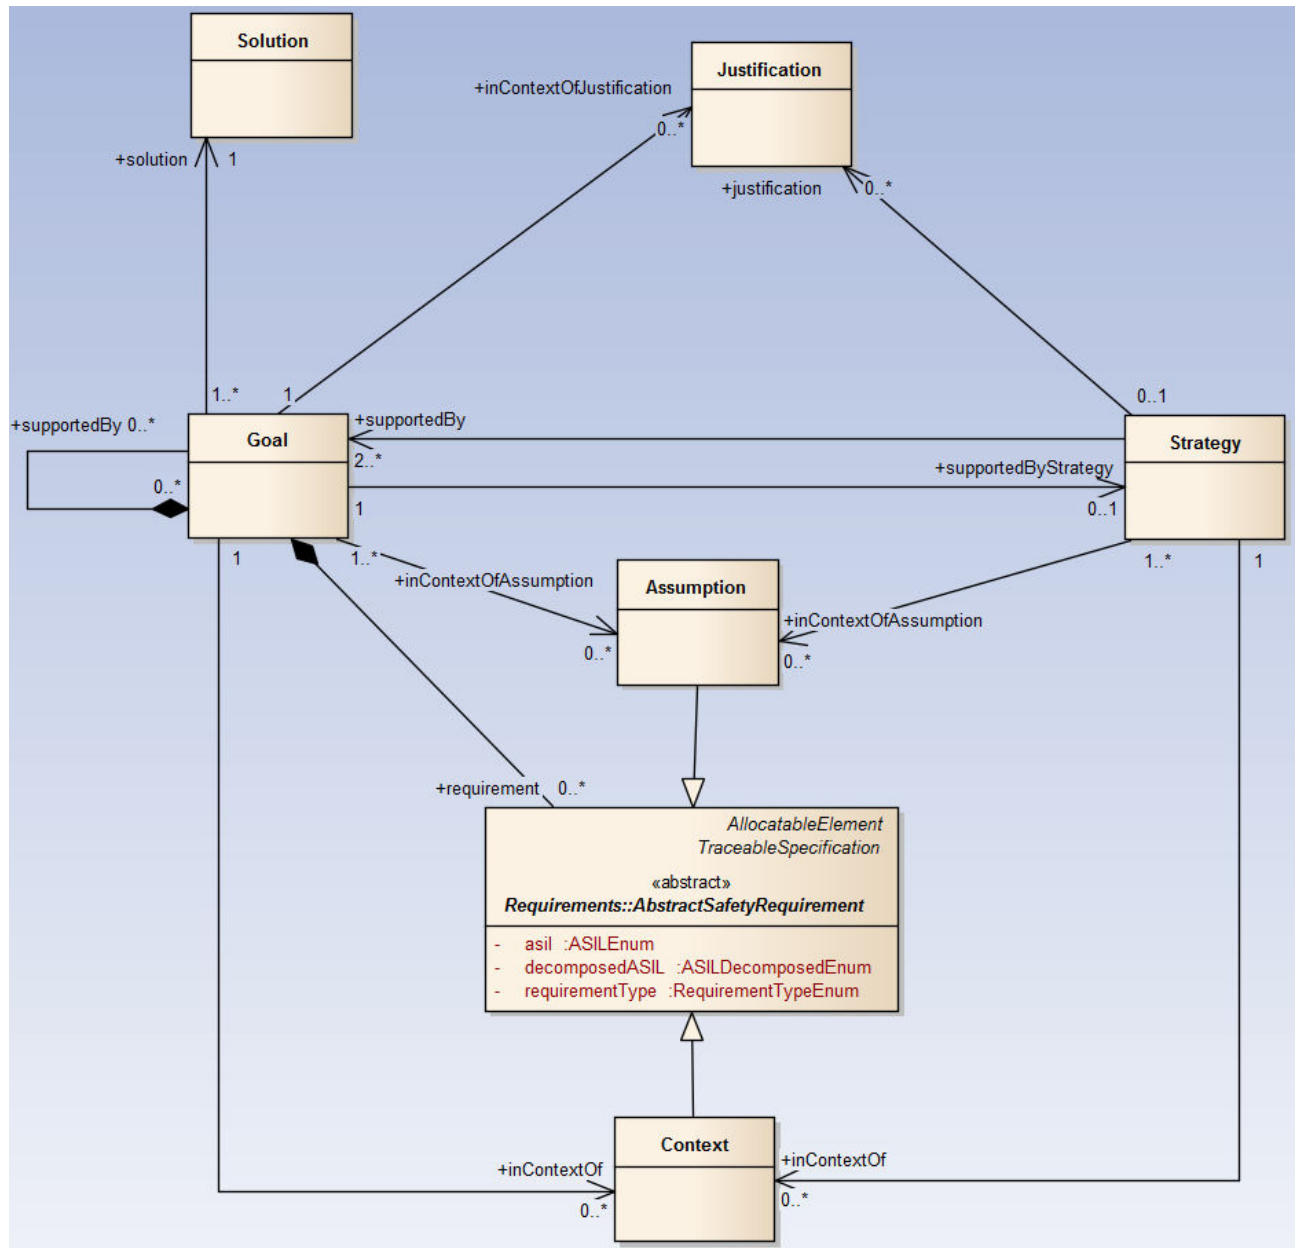 Solution
Justification
+inContextOfJustification
0..*
+solution
1
+justification
0..*
1..*
1
0..1
+supportedBy 0..*
Goal
+supportedBy
Strategy
2..*
+supportedByStrategy
0..*
1
0..1
1
1..*
1..*
1
+inContextOfAssumption
Assumption
+inContextOfAssumption
0..*
0..*
+requirement 0..*
AllocatableElement
TraceableSpecification
«abstract»
Requirements::AbstractSafetyRequirement
- asil :ASILEnum
- decomposedASIL :ASILDecomposedEnum
- requirementType :RequirementTypeEnum
Context
+inContextOf
+inContextOf
0..*
0..*